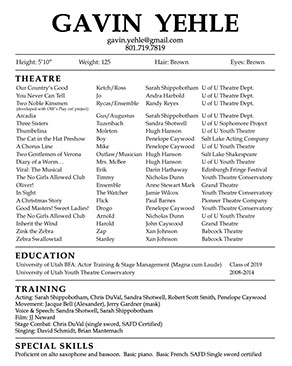 GAVIN YEHLE
gavin.yehle@gmail.com
801.719.7819
Height: 5'10" Weight: 125 Hair: Brown Eyes: Brown
THEATRE
Our Country's Good Ketch/Ross Sarah Shippobotham U of U Theatre Dept.
You Never Can Tell Jo Andra Harbold U of U Theatre Dept.
Two Noble Kinsmen Rycas/Ensemble Randy Reyes U of U Theatre Dept.
(developed with OSF's Play on! project)
Arcadia Gus/Augustus Sarah Shippobotham U of U Theatre Dept.
Three Sisters Tuzenbach Sandra Shotwell U of U Sophomore Project
Thumbelina Moleton Hugh Hanson U of U Youth Theatre
The Cat in the Hat Preshow Boy Penelope Caywood Salt Lake Acting Company
A Chorus Line Mike Penelope Caywood U of U Youth Theatre
Two Gentlemen of Verona Outlaw/Musician Hugh Hanson Salt Lake Shakespeare
Diary of a Worm... Mrs. McBee Hugh Hanson U of U Youth Theatre
Viral: The Musical Erik Darin Hathaway Edinburgh Fringe Festival
The No Girls Allowed Club Timmy Nicholas Dunn U of U Youth Theatre
Oliver! Ensemble Anne Stewart Mark Grand Theatre
In Sight The Watcher Janine Wilcox U of U Youth Theatre
A Christmas Story Flick Paul Barnes Pioneer Theatre Company
Good Masters! Sweet Ladies! Drogo Penelope Caywood U of U Youth Theatre
The No Girls Allowed Club Arnold Nicholas Dunn U of U Youth Theatre
Inherit the Wind Harold John Caywood Grand Theatre
Zink the Zebra Zap Xan Johnson Babcock Theatre
Zebra Swallowtail Stanley Xan Johnson Babcock Theatre
EDUCATION
University of Utah BFA: Actor Training & Stage Management (Magna cum Laude) Class of 2019
University of Utah Youth Theatre Conservatory 2008-2014
TRAINING
Acting: Sarah Shippobotham, Chris DuVal, Sandra Shotwell, Robert Scott Smith, Penelope Caywood
Movement: Jacque Bell (Alexander), Jerry Gardner (mask)
Voice & Speech: Sarah Shippobotham, Sandra Shotwell
Film: JJ Neward
Stage Combat: Chris DuVal (single sword, SAFD Certified)
Singing: David Schmidt, Brian Manternach
SPECIAL SKILLS
Proficient on alto saxophone and bassoon. Basic piano. Basic French. SAFD Single sword certified